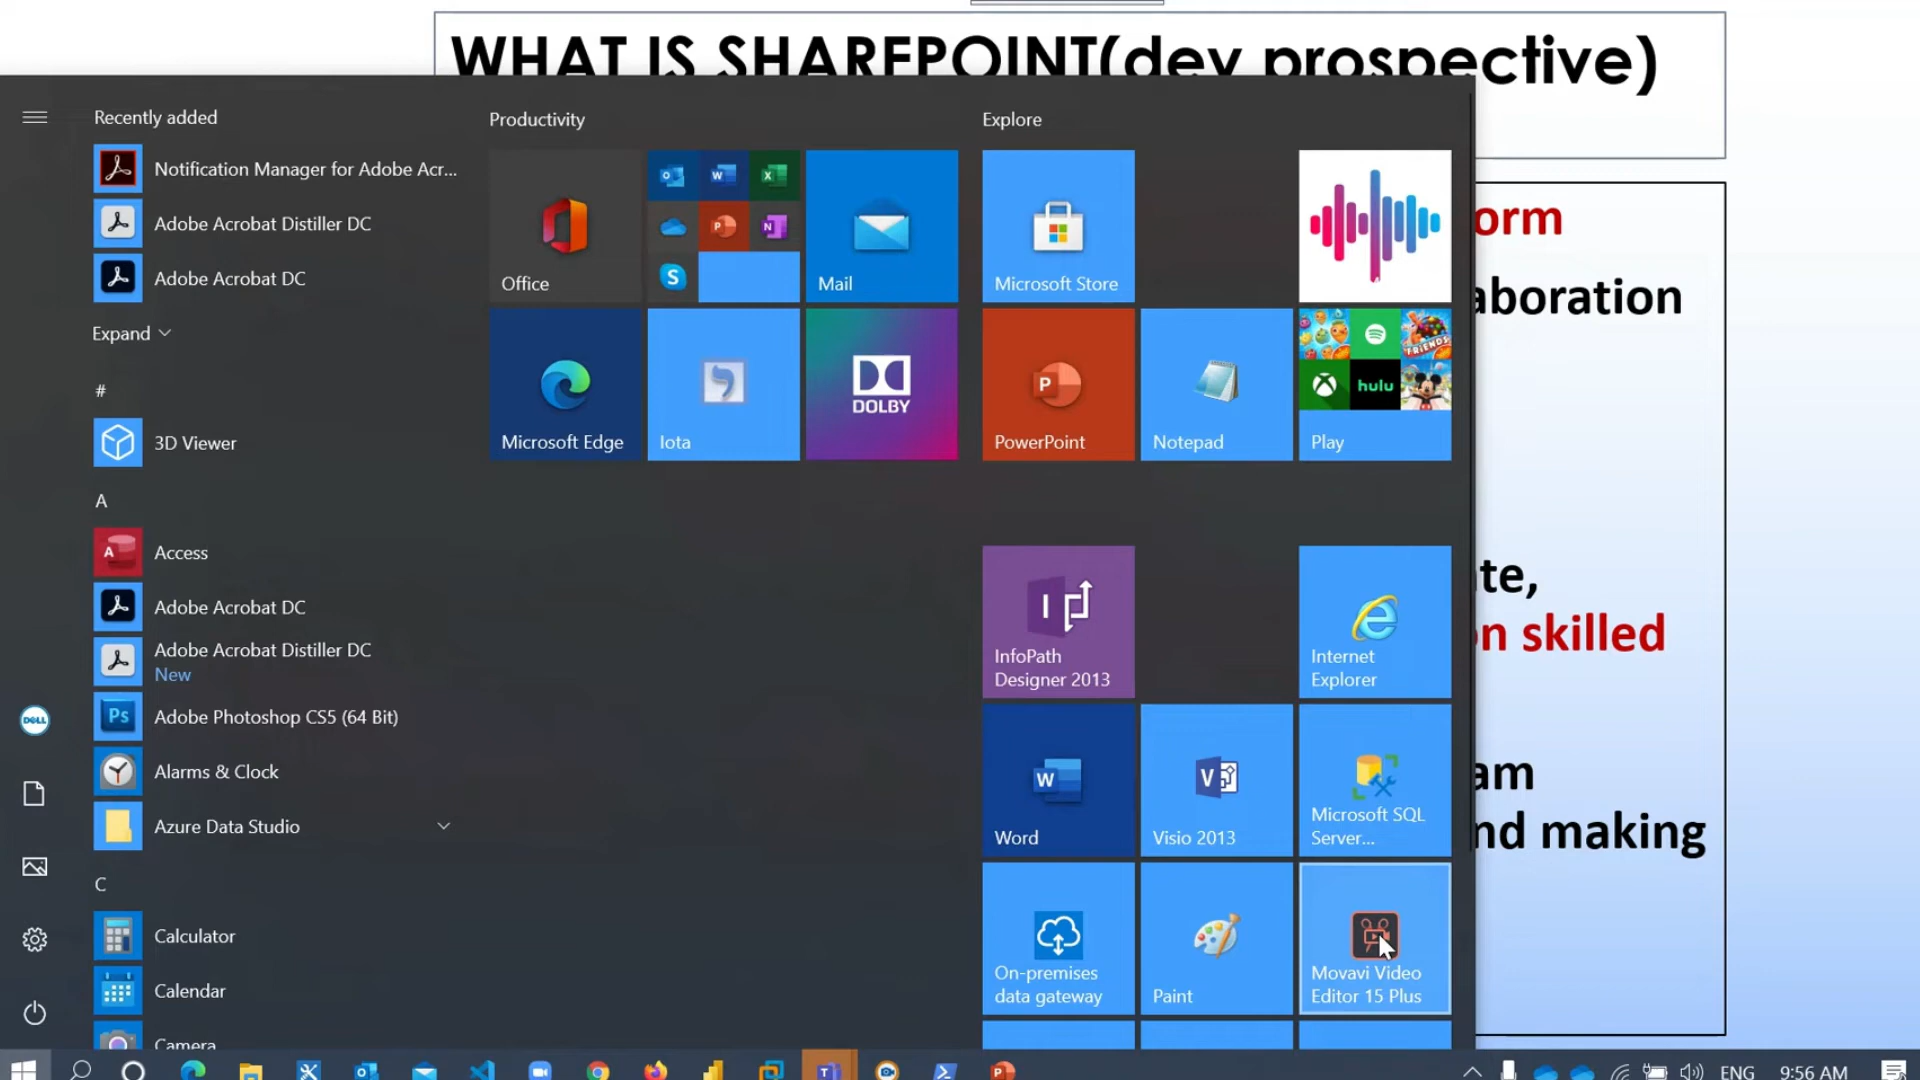 WHAT IS SHAREPOINT(dev prospective)
Recently added
Notification Manager for Adobe Acr...
Adobe Acrobat Distiller DC
Adobe Acrobat DC
Expand
#
3D Viewer
A
Access
Adobe Acrobat DC
Adobe Acrobat Distiller DC
New
Adobe Photoshop CS5 (64 Bit)
Alarms & Clock
Azure Data Studio
C
Calculator
Calendar
Camera
Productivity
Office
Mail
Microsoft Edge
Iota
DOLBY
Explore
Microsoft Store
PowerPoint
Notepad
hulu
FRIENDS
Play
InfoPath
Designer 2013
Internet
Explorer
Word
Visio 2013
Microsoft SQL
Server...
On-premises
data gateway
Paint
Movavi Video
Editor 15 Plus
orm
aboration
te,
n skilled
am
nd making
DELL
Ps
ENG
9:56 AM